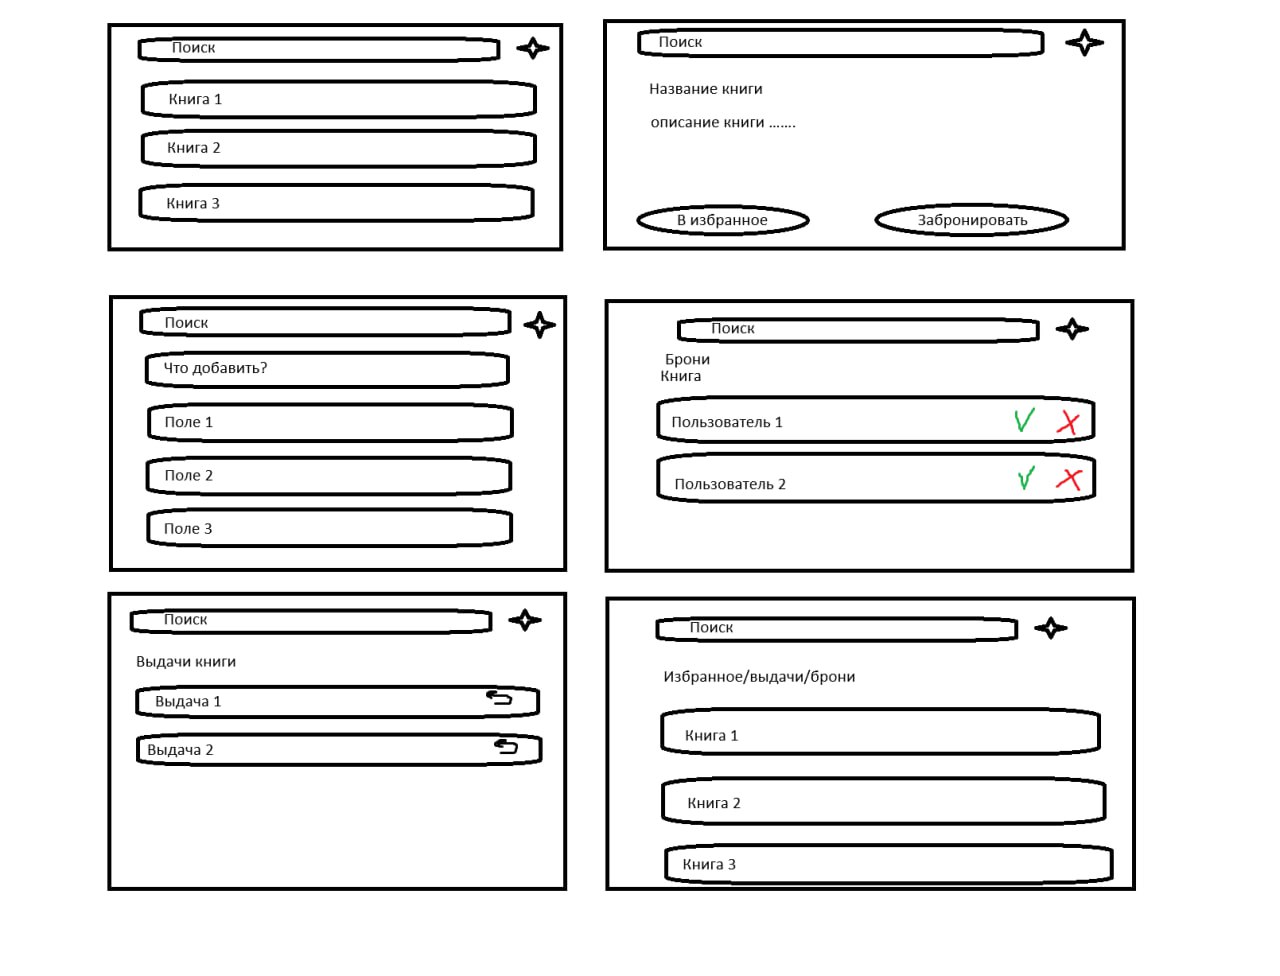 Поиск
Книга 1
Книга 2
Книга 3
Поиск
Название книги
описание книги .......
В избранное
Забронировать
Поиск
Что добавить?
Поле 1
Поле 2
Поле 3
Поиск
Брони
Книга
Пользователь 1
Пользователь 2
Поиск
Выдачи книги
Выдача 1
Выдача 2
Поиск
Избранное/выдачи/брони
Книга 1
Книга 2
Книга 3